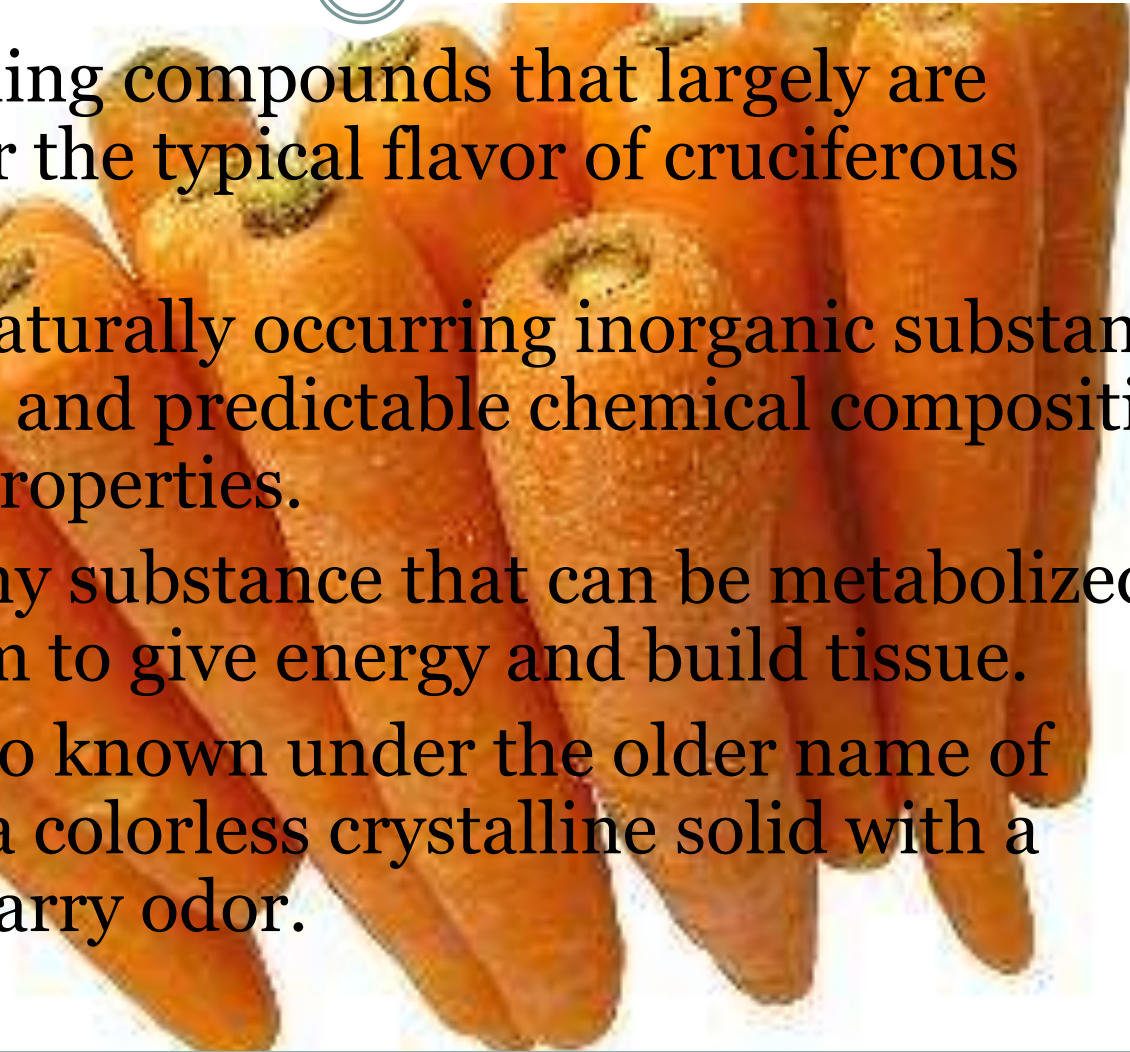 ing compounds that largely are
r the typical flavor of cruciferous
aturally occurring inorganic substan
and predictable chemical compositi
roperties.
ny substance that can be metabolized
m to give energy and build tissue.
o known under the older name of
a colorless crystalline solid with a
arry odor.